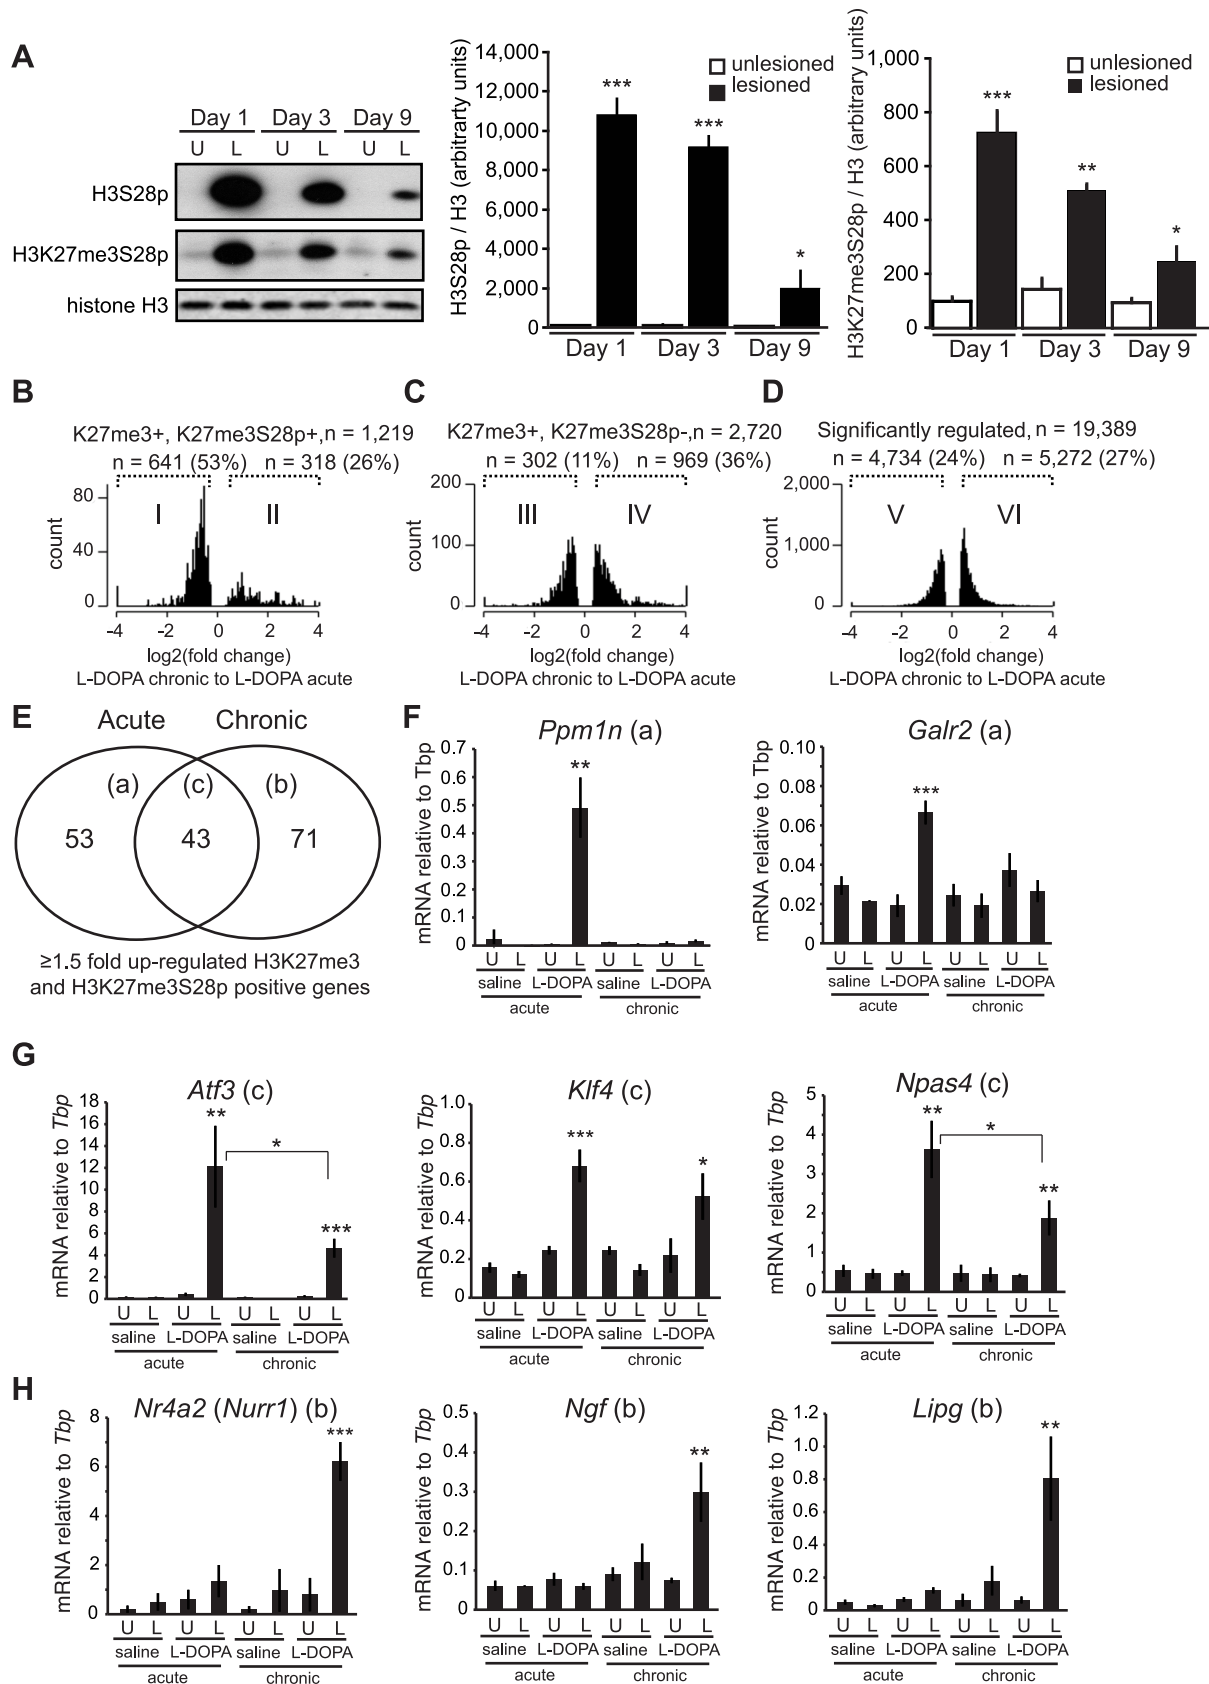 A
Day 1 Day 3 Day 9
U L U L U L
H3S28p
H3K27me3S28p
histone H3
H3S28p / H3 (arbitrarty units)
14,000
12,000
10,000
8,000
6,000
4,000
2,000
0
unlesioned
lesioned
***
***
*
Day 1 Day 3 Day 9
H3K27me3S28p / H3 (arbitrary units)
1,000
800
600
400
200
0
unlesioned
lesioned
***
**
*
Day 1 Day 3 Day 9
B
K27me3+, K27me3S28p+, n = 1,219
n = 641 (53%) n = 318 (26%)
I II
count
80
40
0
-4 -2 0 2 4
log2(fold change)
L-DOPA chronic to L-DOPA acute
C
K27me3+, K27me3S28p-, n = 2,720
n = 302 (11%) n = 969 (36%)
III IV
count
200
100
0
-4 -2 0 2 4
log2(fold change)
L-DOPA chronic to L-DOPA acute
D
Significantly regulated, n = 19,389
n = 4,734 (24%) n = 5,272 (27%)
V VI
count
2,000
1,000
0
-4 -2 0 2 4
log2(fold change)
L-DOPA chronic to L-DOPA acute
E
Acute Chronic
(a) (c) (b)
53 43 71
≥1.5 fold up-regulated H3K27me3
and H3K27me3S28p positive genes
F
Ppm1n (a)
mRNA relative to Tbp
0.7
0.6
0.5
0.4
0.3
0.2
0.1
0
**
U L U L U L U L
saline L-DOPA saline L-DOPA
acute chronic
Galr2 (a)
mRNA relative to Tbp
0.10
0.08
0.06
0.04
0.02
0
***
U L U L U L U L
saline L-DOPA saline L-DOPA
acute chronic
G
Atf3 (c)
mRNA relative to Tbp
18
16
14
12
10
8
6
4
2
0
**
*
***
U L U L U L U L
saline L-DOPA saline L-DOPA
acute chronic
Klf4 (c)
mRNA relative to Tbp
1.0
0.8
0.6
0.4
0.2
0
***
*
U L U L U L U L
saline L-DOPA saline L-DOPA
acute chronic
Npas4 (c)
mRNA relative to Tbp
5
4
3
2
1
0
**
*
**
U L U L U L U L
saline L-DOPA saline L-DOPA
acute chronic
H
Nr4a2 (Nurr1) (b)
mRNA relative to Tbp
8
6
4
2
0
***
U L U L U L U L
saline L-DOPA saline L-DOPA
acute chronic
Ngf (b)
mRNA relative to Tbp
0.5
0.4
0.3
0.2
0.1
0
**
U L U L U L U L
saline L-DOPA saline L-DOPA
acute chronic
Lipg (b)
mRNA relative to Tbp
1.2
1.0
0.8
0.6
0.4
0.2
0
**
U L U L U L U L
saline L-DOPA saline L-DOPA
acute chronic